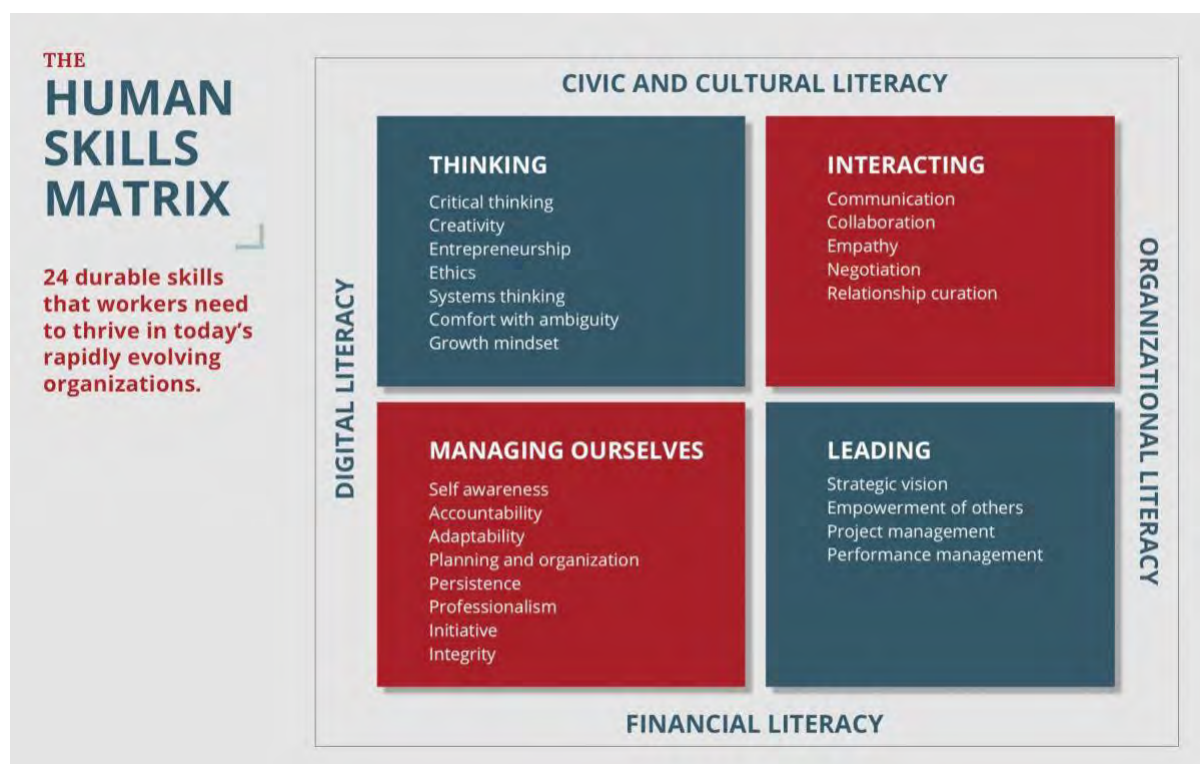 THE
HUMAN
SKILLS
MATRIX
24 durable skills
that workers need
to thrive in today's
rapidly evolving
organizations.
CIVIC AND CULTURAL LITERACY
DIGITAL LITERACY
THINKING
Critical thinking
Creativity
Entrepreneurship
Ethics
Systems thinking
Comfort with ambiguity
Growth mindset
INTERACTING
Communication
Collaboration
Empathy
Negotiation
Relationship curation
MANAGING OURSELVES
Self awareness
Accountability
Adaptability
Planning and organization
Persistence
Professionalism
Initiative
Integrity
LEADING
Strategic vision
Empowerment of others
Project management
Performance management
ORGANIZATIONAL LITERACY
FINANCIAL LITERACY